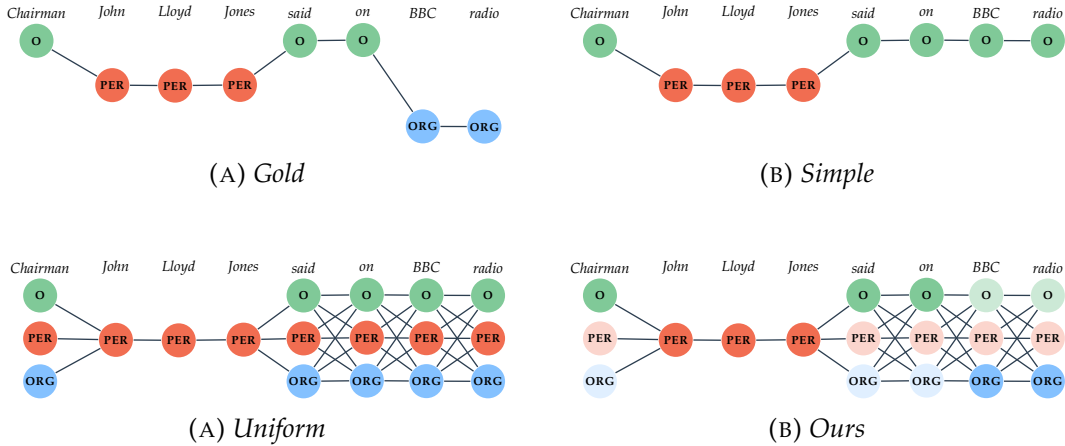 Chairman John Lloyd Jones said on BBC radio
O O O
PER PER PER
ORG ORG
(A) Gold
Chairman John Lloyd Jones said on BBC radio
O O O O O
PER PER PER
(B) Simple
Chairman John Lloyd Jones said on BBC radio
O O O O O
PER PER PER PER PER PER PER PER
ORG ORG ORG ORG ORG
(A) Uniform
Chairman John Lloyd Jones said on BBC radio
O O O O O
PER PER PER PER PER PER PER PER
ORG ORG ORG ORG ORG
(B) Ours